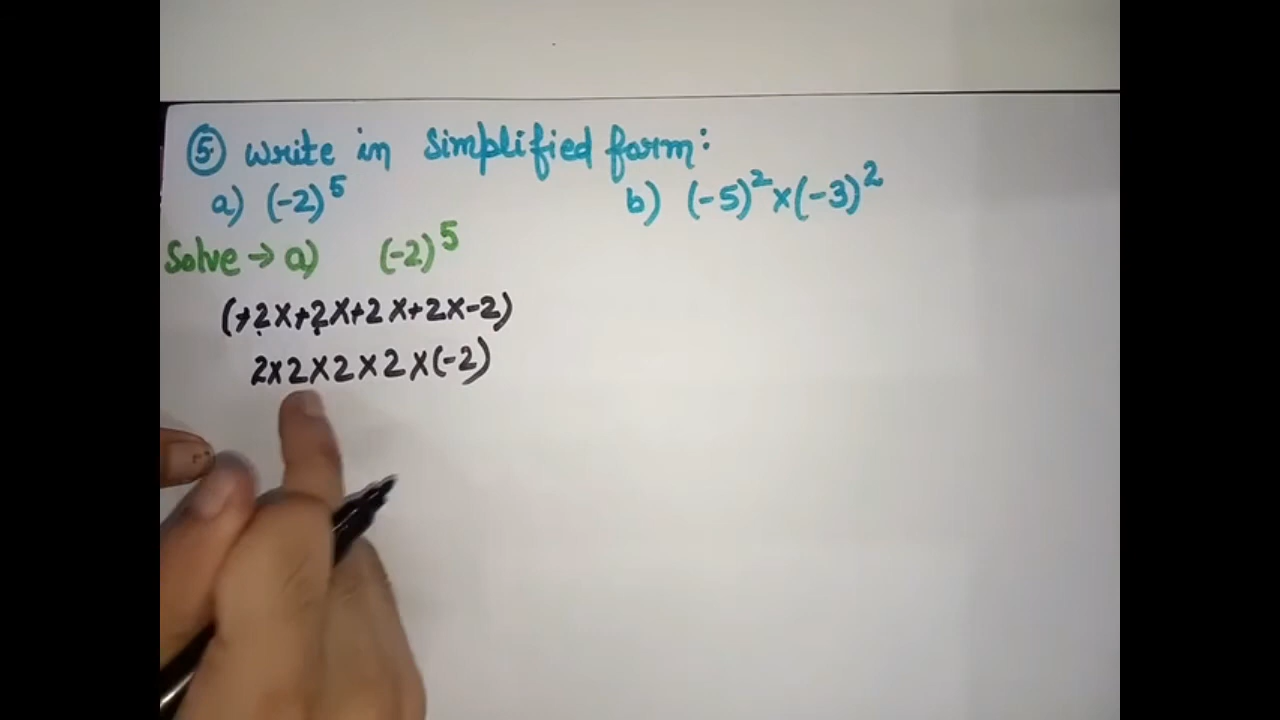 ⑤ Write in simplified form:
a) (-2)⁵ b) (-5)²×(-3)²
Solve → a) (-2)⁵
(+2×+2×+2×+2×-2)
2×2×2×2×(-2)